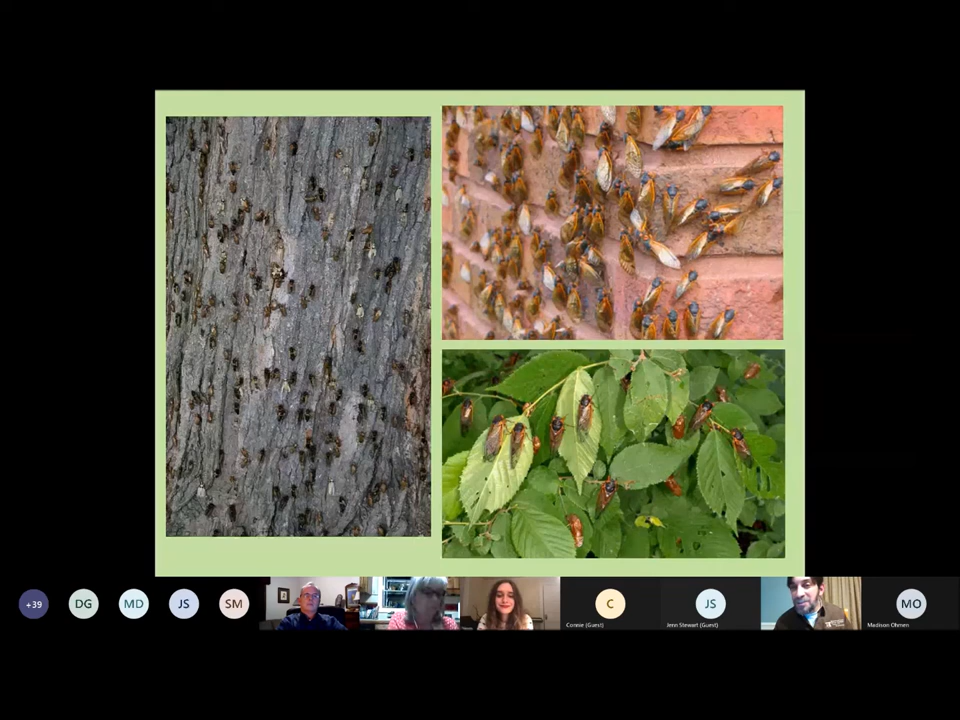 +39
DG
MD
JS
SM
C
JS
MO
Connie (Guest)
Jenn Stewart (Guest)
Madison Ohmen